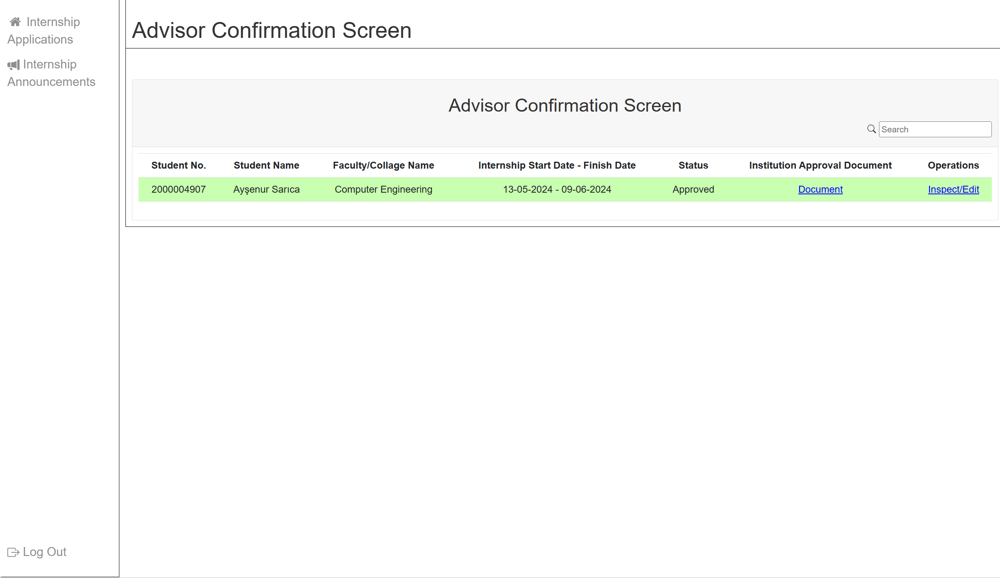 Internship
Applications
Internship
Announcements
Log Out
Advisor Confirmation Screen
Advisor Confirmation Screen
Search
Student No. Student Name Faculty/Collage Name Internship Start Date - Finish Date Status Institution Approval Document Operations
2000004907 Ayşenur Sarıca Computer Engineering 13-05-2024 - 09-06-2024 Approved Document Inspect/Edit